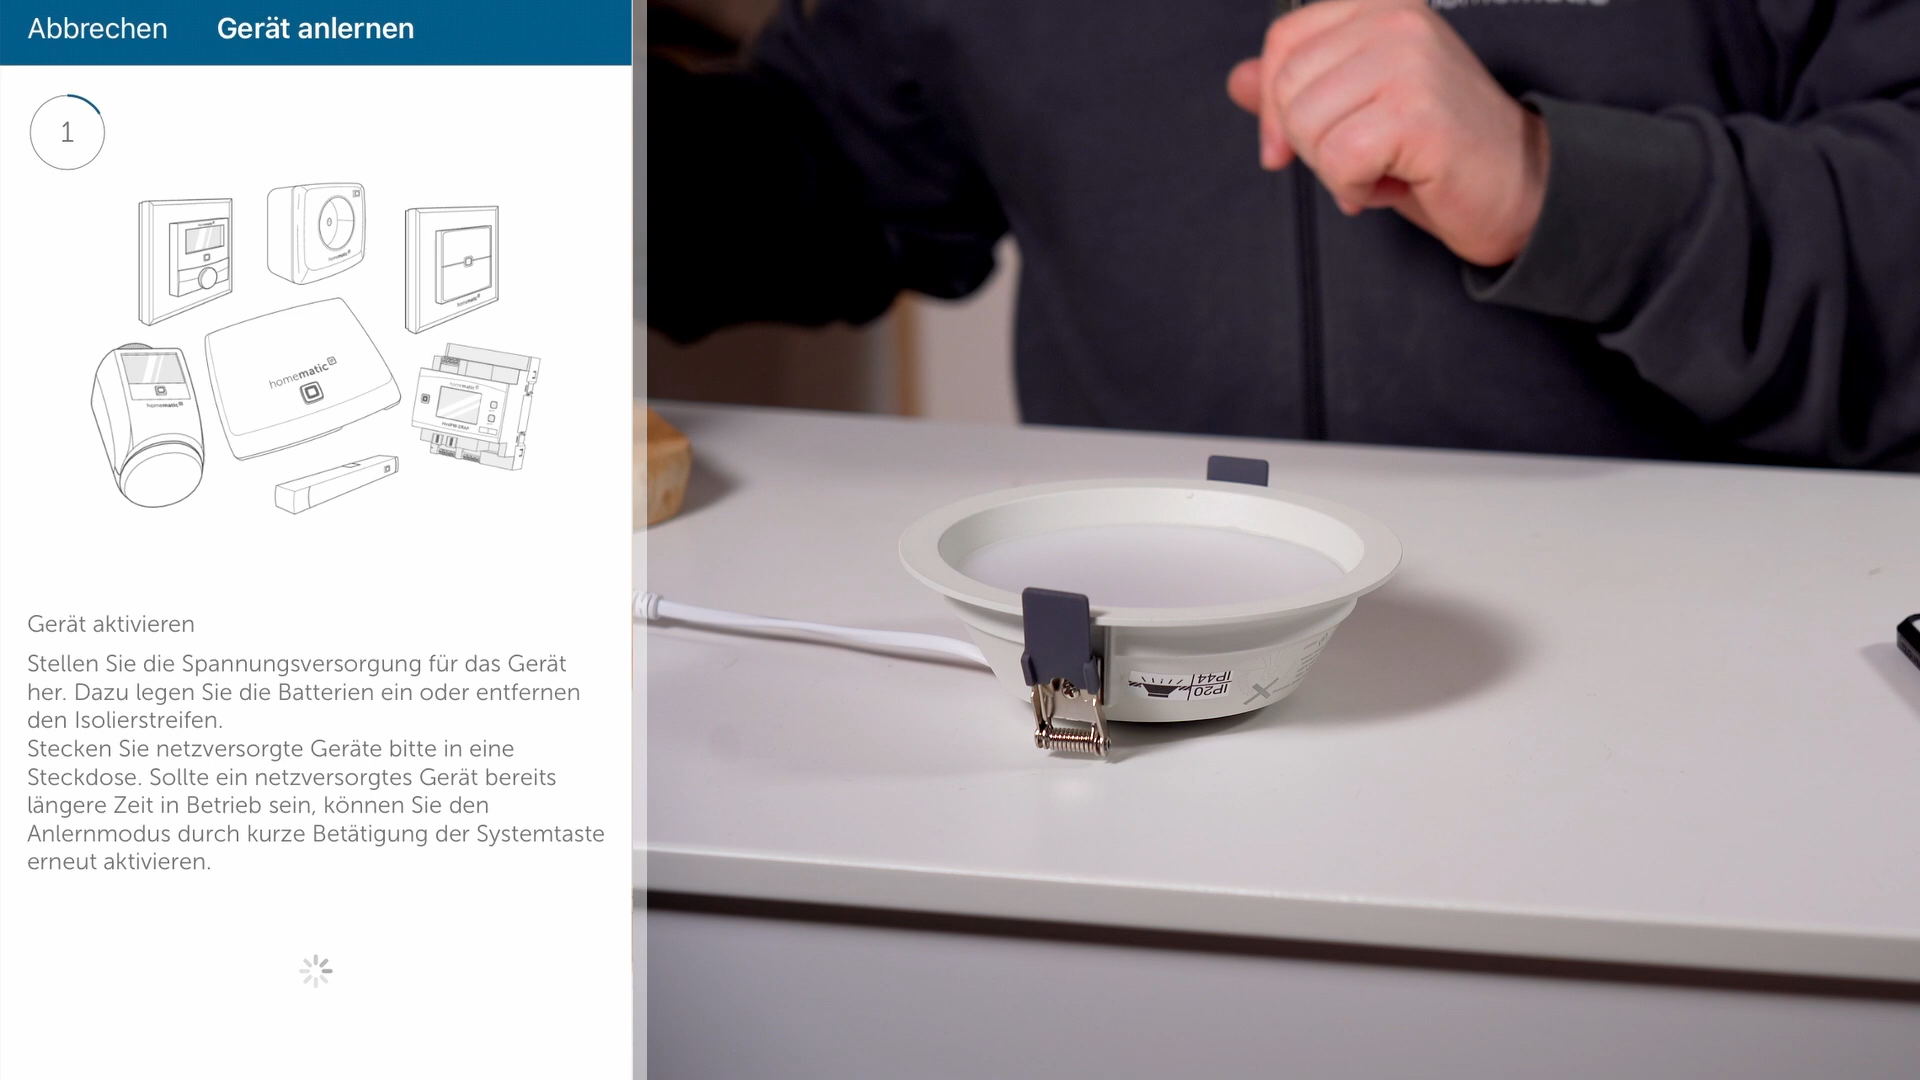 Abbrechen Gerät anlernen
1
homematic IP
Gerät aktivieren
Stellen Sie die Spannungsversorgung für das Gerät
her. Dazu legen Sie die Batterien ein oder entfernen
den Isolierstreifen.
Stecken Sie netzversorgte Geräte bitte in eine
Steckdose. Sollte ein netzversorgtes Gerät bereits
längere Zeit in Betrieb sein, können Sie den
Anlernmodus durch kurze Betätigung der Systemtaste
erneut aktivieren.
IP20
IP44